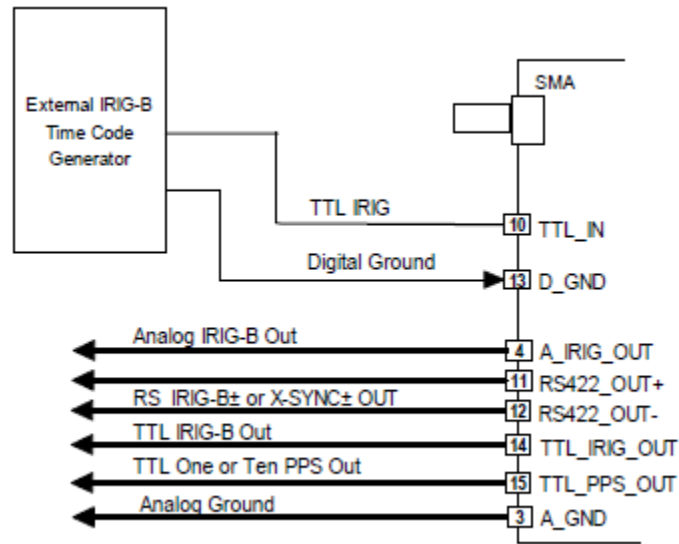 External IRIG-B
Time Code
Generator
SMA
TTL IRIG
10 TTL_IN
Digital Ground
13 D_GND
Analog IRIG-B Out
4 A_IRIG_OUT
11 RS422_OUT+
RS IRIG-B± or X-SYNC± OUT
12 RS422_OUT-
TTL IRIG-B Out
14 TTL_IRIG_OUT
TTL One or Ten PPS Out
15 TTL_PPS_OUT
Analog Ground
3 A_GND